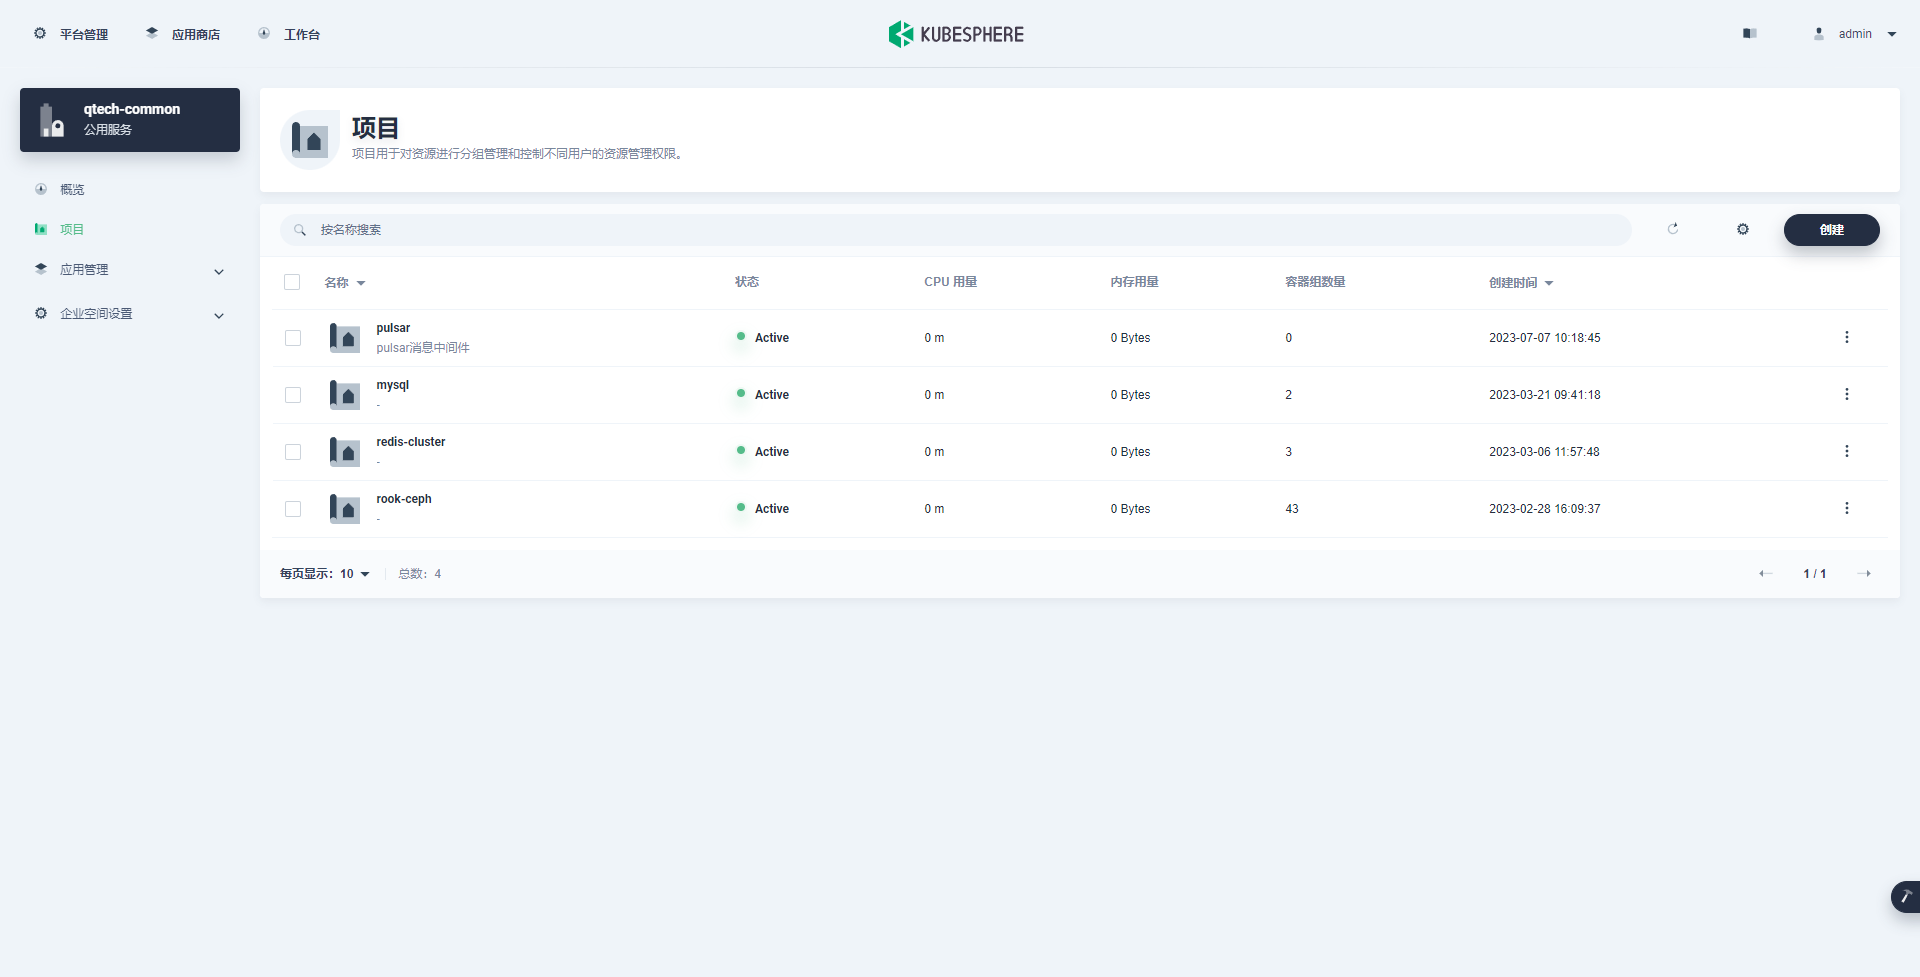 平台管理
应用商店
工作台
KUBESPHERE
admin
qtech-common
公用服务
概览
项目
应用管理
企业空间设置
项目
项目用于对资源进行分组管理和控制不同用户的资源管理权限。
按名称搜索
创建
名称 状态 CPU 用量 内存用量 容器组数量 创建时间
pulsar
pulsar消息中间件
Active 0 m 0 Bytes 0 2023-07-07 10:18:45
mysql
-
Active 0 m 0 Bytes 2 2023-03-21 09:41:18
redis-cluster
-
Active 0 m 0 Bytes 3 2023-03-06 11:57:48
rook-ceph
-
Active 0 m 0 Bytes 43 2023-02-28 16:09:37
每页显示：10
总数：4
1 / 1